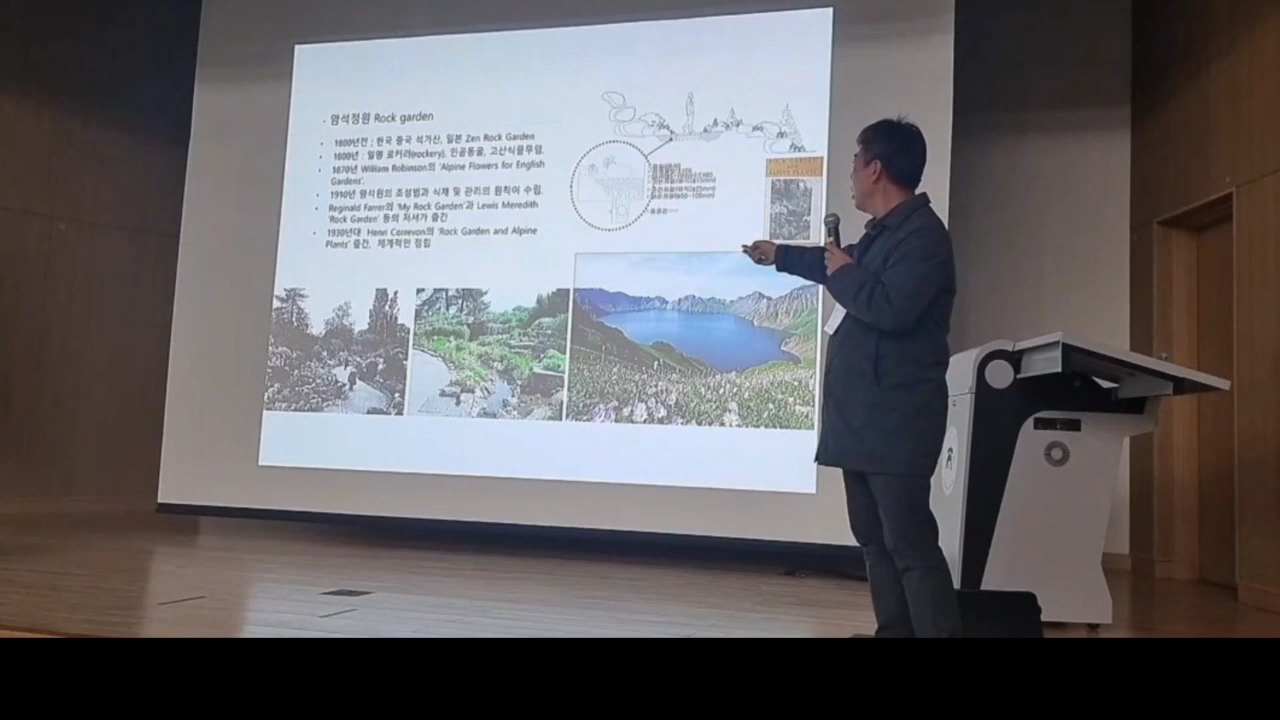 - 암석정원 Rock garden
• 1800년전 ; 한국 중국 석가산, 일본 Zen Rock Garden
• 1800년 : 일명 로커리(rockery), 인공동굴, 고산식물무덤.
• 1870년 William Robinson의 'Alpine Flowers for English
Gardens'.
• 1910년 암석원의 조성법과 식재 및 관리의 원칙이 수립.
• Reginald Farrer의 'My Rock Garden'과 Lewis Meredith
'Rock Garden' 등의 저서가 출간
• 1930년대 Henri Correvon의 'Rock Garden and Alpine
Plants' 출간, 체계적인 정립
ROCK GARDEN
AND
ALPINE PLANTS